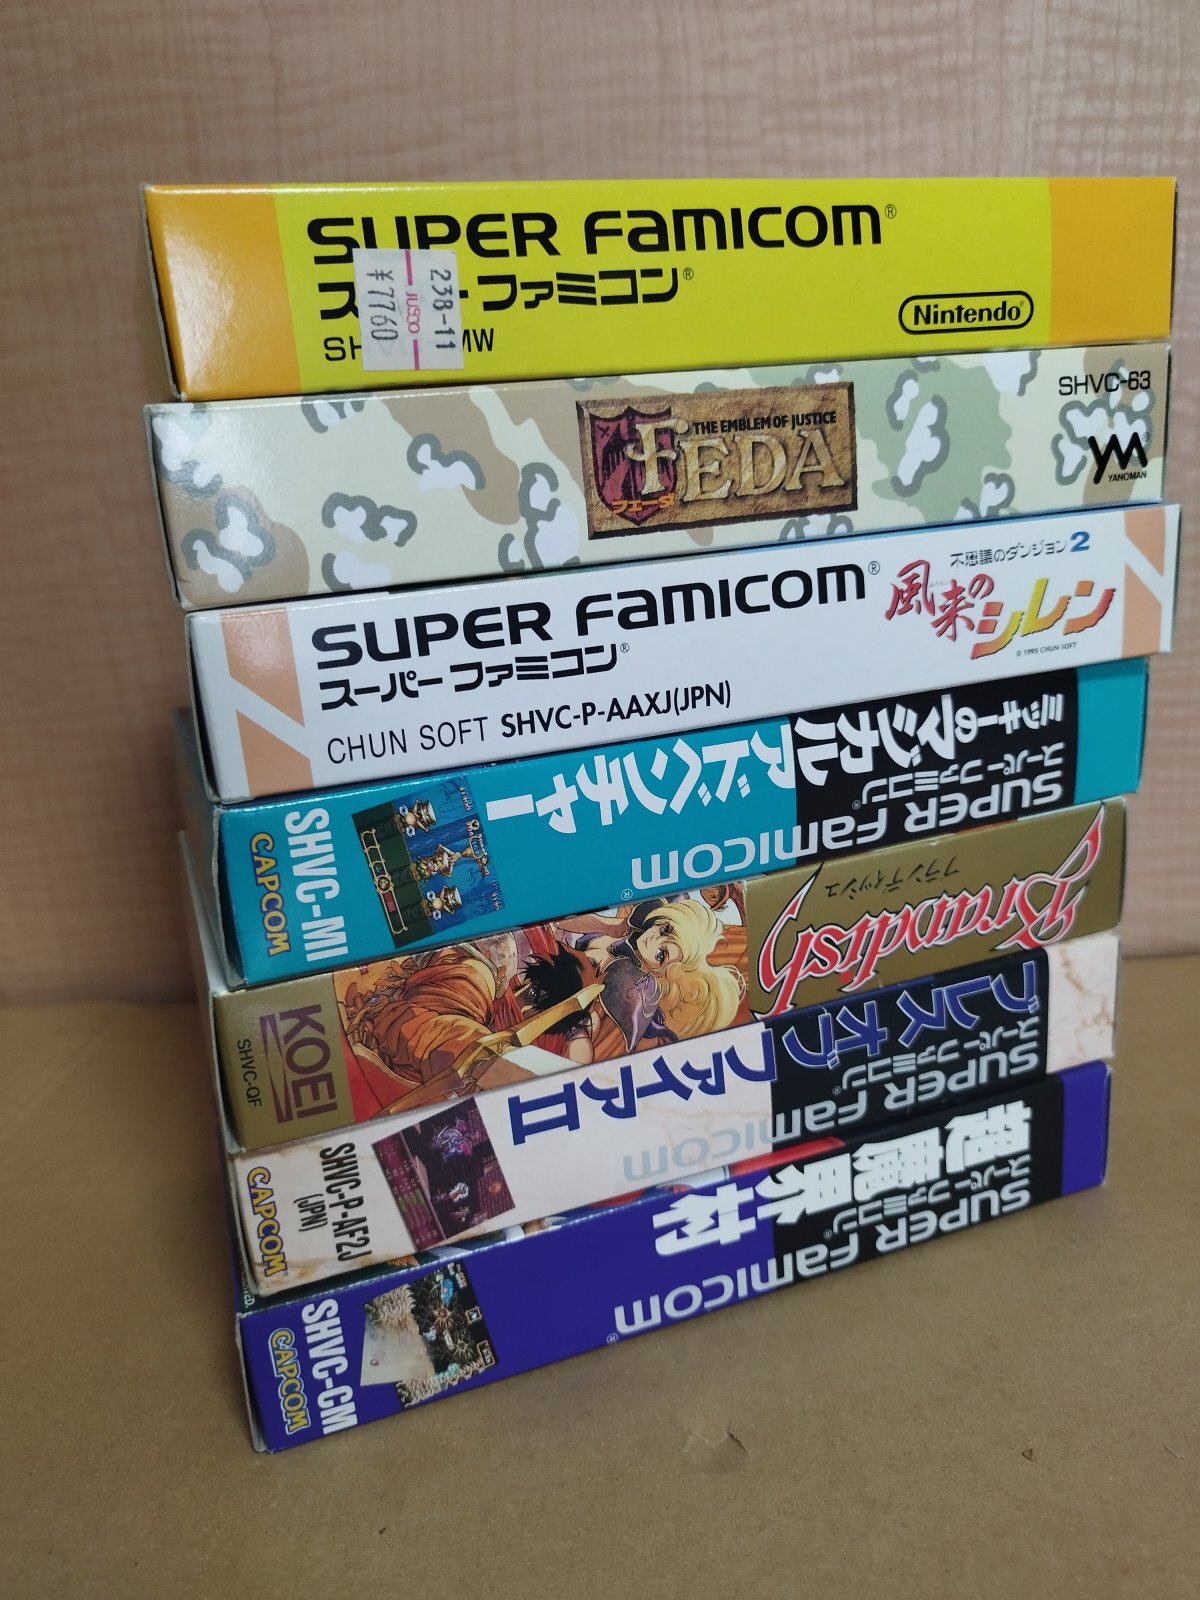 SUPER FAMICOM®
スーパーファミコン®
238-11
JUSCO
¥7760
MW
Nintendo®
THE EMBLEM OF JUSTICE
FEDA
フェーダ
SHVC-63
YM®
YANOMAN
SUPER FAMICOM®
スーパーファミコン®
CHUN SOFT SHVC-P-AAXJ(JPN)
不思議のダンジョン2
風来のシレン
© 1995 CHUN SOFT
ミッキーのマジカルアドベンチャー
スーパーファミコン®
SUPER FAMICOM®
SHVC-MI
CAPCOM
Brandish
ブランディッシュ
KOEI
SHVC-QF
ブレス オブ ファイアII
スーパーファミコン®
SUPER FAMICOM
SHVC-P-AF2J
(JPN)
CAPCOM
超魔界村
スーパーファミコン®
SUPER FAMICOM®
SHVC-CM
CAPCOM